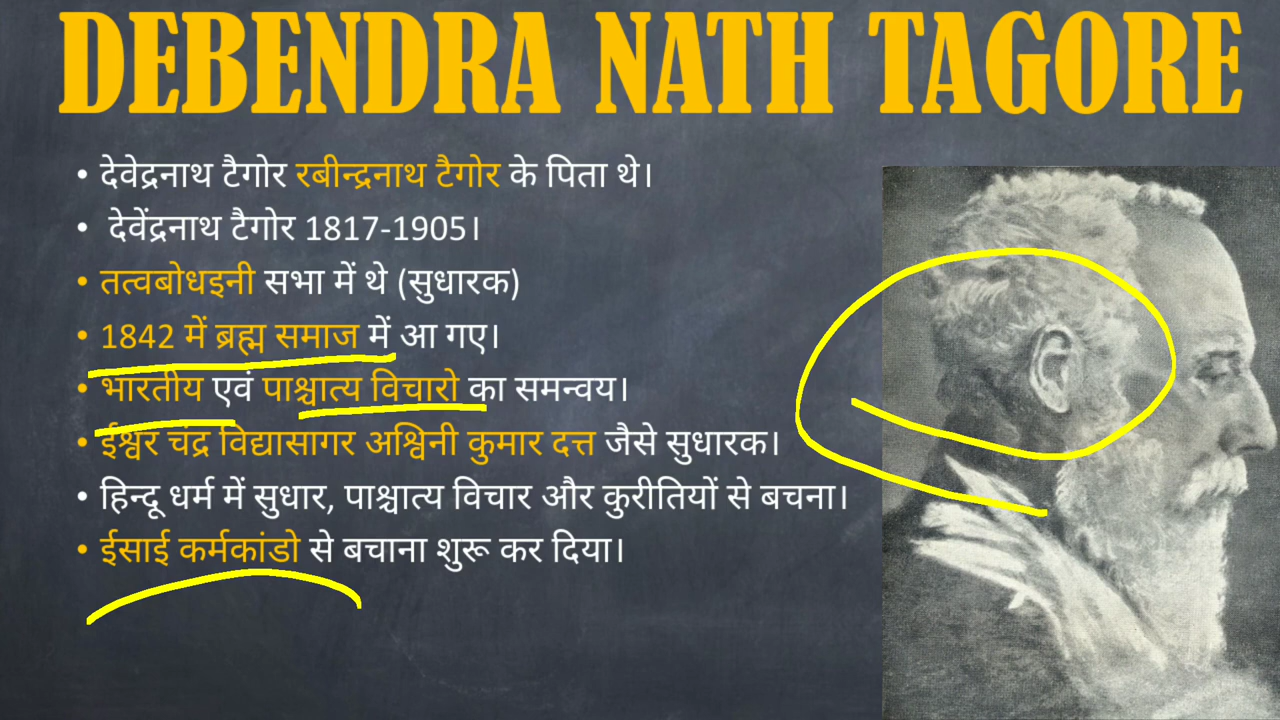 DEBENDRA NATH TAGORE
• देवेद्रनाथ टैगोर रबीन्द्रनाथ टैगोर के पिता थे।
• देवेंद्रनाथ टैगोर 1817-1905।
• तत्वबोधइनी सभा में थे (सुधारक)
• 1842 में ब्रह्म समाज में आ गए।
• भारतीय एवं पाश्चात्य विचारो का समन्वय।
• ईश्वर चंद्र विद्यासागर अश्विनी कुमार दत्त जैसे सुधारक।
• हिन्दू धर्म में सुधार, पाश्चात्य विचार और कुरीतियों से बचना।
• ईसाई कर्मकांडो से बचाना शुरू कर दिया।